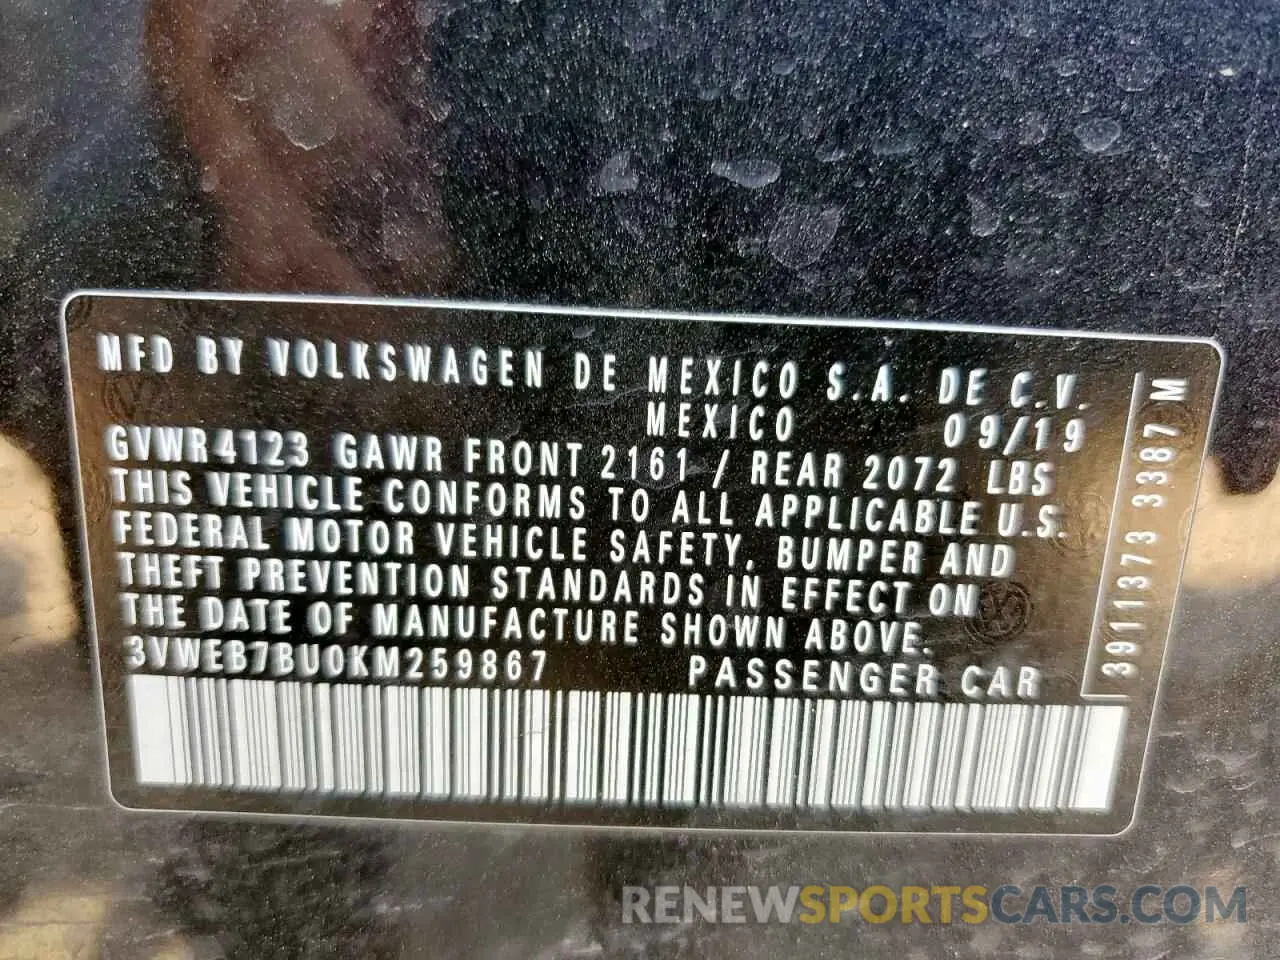 MFD BY VOLKSWAGEN DE MEXICO S.A. DE C.V.
MEXICO 09/19
GVWR 4123 GAWR FRONT 2161 / REAR 2072 LBS
THIS VEHICLE CONFORMS TO ALL APPLICABLE U.S.
FEDERAL MOTOR VEHICLE SAFETY, BUMPER AND
THEFT PREVENTION STANDARDS IN EFFECT ON
THE DATE OF MANUFACTURE SHOWN ABOVE.
3VWEB7BU0KM259867 PASSENGER CAR
3911373 3387 M
RENEWSPORTSCARS.COM